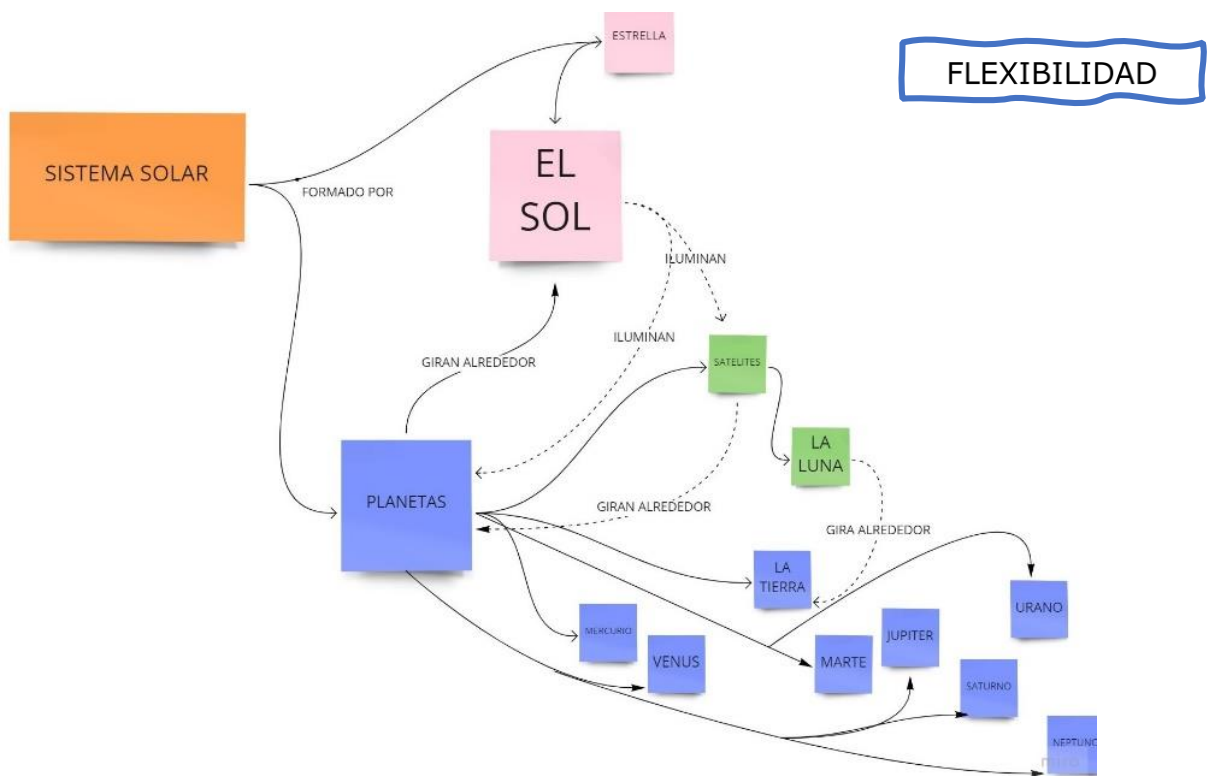 ESTRELLA
FLEXIBILIDAD
SISTEMA SOLAR
FORMADO POR
EL
SOL
ILUMINAN
ILUMINAN
GIRAN ALREDEDOR
SATELITES
LA
LUNA
PLANETAS
GIRAN ALREDEDOR
GIRA ALREDEDOR
LA
TIERRA
URANO
MERCURIO
JUPITER
VENUS
MARTE
SATURNO
NEPTUNO
miro